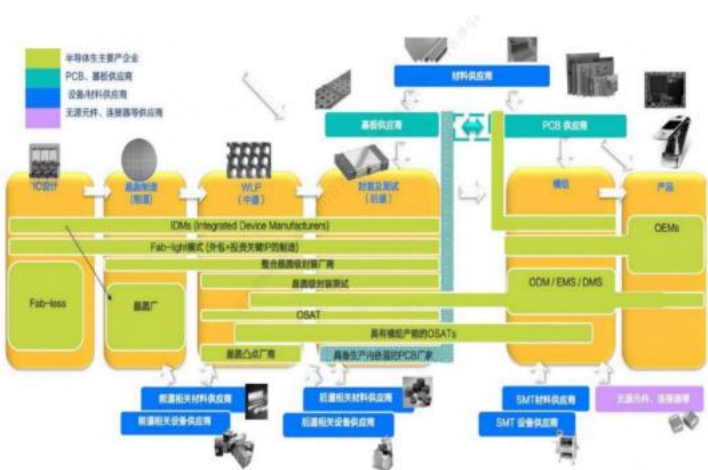 半导体生主要产企业
PCB、基板供应商
设备/材料供应商
无源元件、连接器等供应商
材料供应商
基板供应商
PCB 供应商
IC设计
晶圆制造
(前道)
WLP
(中道)
封装及测试
(后道)
模组
产品
IDMs (Integrated Device Manufacturers)
Fab-light模式 (外包+投资关键IP的制造)
整合晶圆级封装厂商
晶圆级封装测试
OSAT
具有模组产能的OSATs
晶圆凸点厂商
具备生产内嵌式的PCB厂家
Fab-less
晶圆厂
ODM / EMS / DMS
OEMs
前道相关材料供应商
前道相关设备供应商
后道相关材料供应商
后道相关设备供应商
SMT材料供应商
SMT 设备供应商
无源元件、连接器等